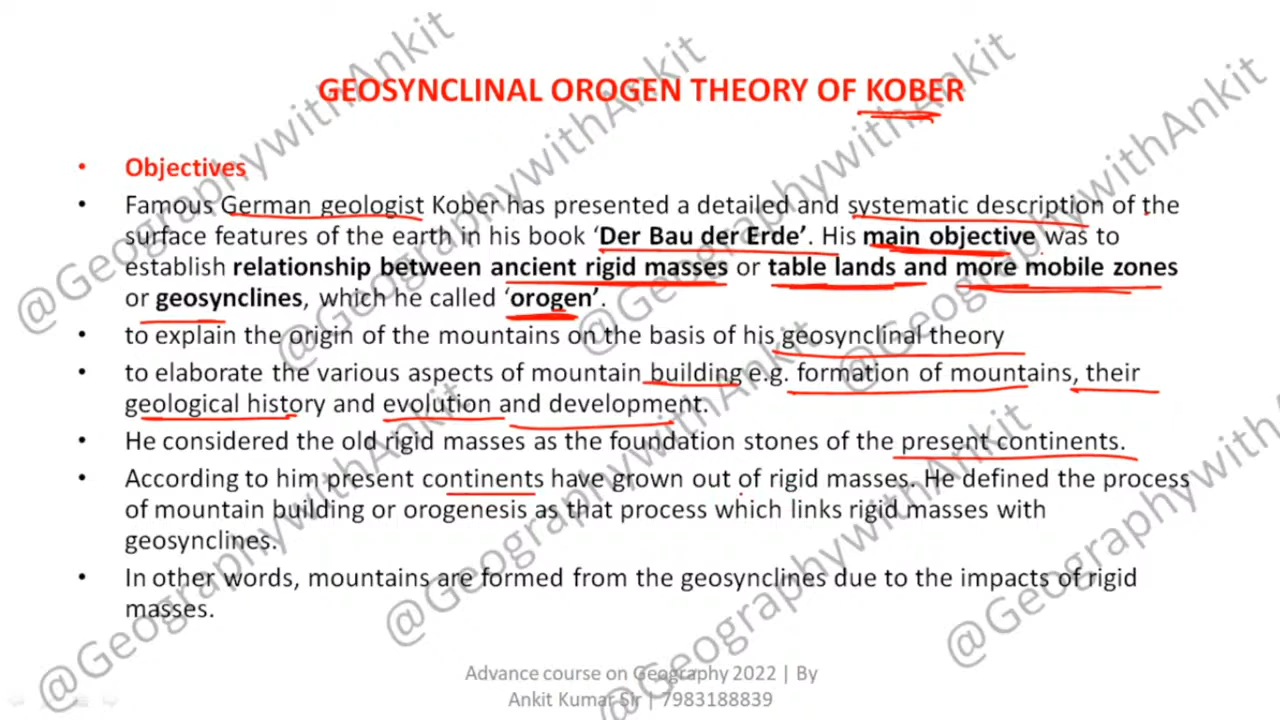 GEOSYNCLINAL OROGEN THEORY OF KOBER
• Objectives
• Famous German geologist Kober has presented a detailed and systematic description of the
surface features of the earth in his book ‘Der Bau der Erde’. His main objective was to
establish relationship between ancient rigid masses or table lands and more mobile zones
or geosynclines, which he called ‘orogen’.
• to explain the origin of the mountains on the basis of his geosynclinal theory
• to elaborate the various aspects of mountain building e.g. formation of mountains, their
geological history and evolution and development.
• He considered the old rigid masses as the foundation stones of the present continents.
• According to him present continents have grown out of rigid masses. He defined the process
of mountain building or orogenesis as that process which links rigid masses with
geosynclines.
• In other words, mountains are formed from the geosynclines due to the impacts of rigid
masses.
Advance course on Geography 2022 | By
Ankit Kumar Sir | 7983188839
@GeographywithAnkit
@GeographywithAnkit
@GeographywithAnkit
@GeographywithAnkit
@GeographywithAnkit
@GeographywithAnkit
@GeographywithAnkit
@GeographywithAnkit